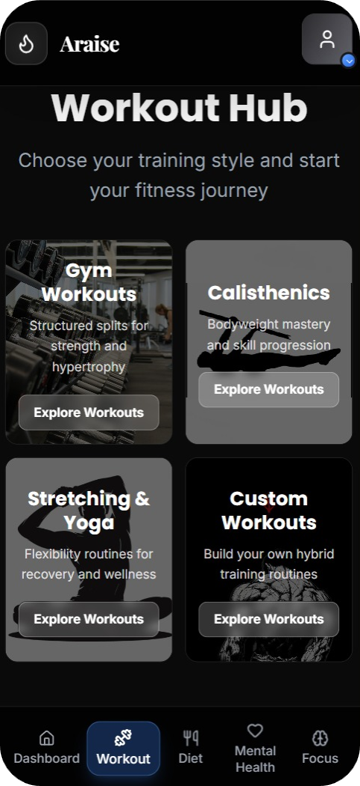 Araise
Workout Hub
Choose your training style and start
your fitness journey
Gym
Workouts
Structured splits for
strength and
hypertrophy
Explore Workouts
Calisthenics
Bodyweight mastery
and skill progression
Explore Workouts
Stretching &
Yoga
Flexibility routines for
recovery and wellness
Explore Workouts
Custom
Workouts
Build your own hybrid
training routines
Explore Workouts
Dashboard
Workout
Diet
Mental
Health
Focus